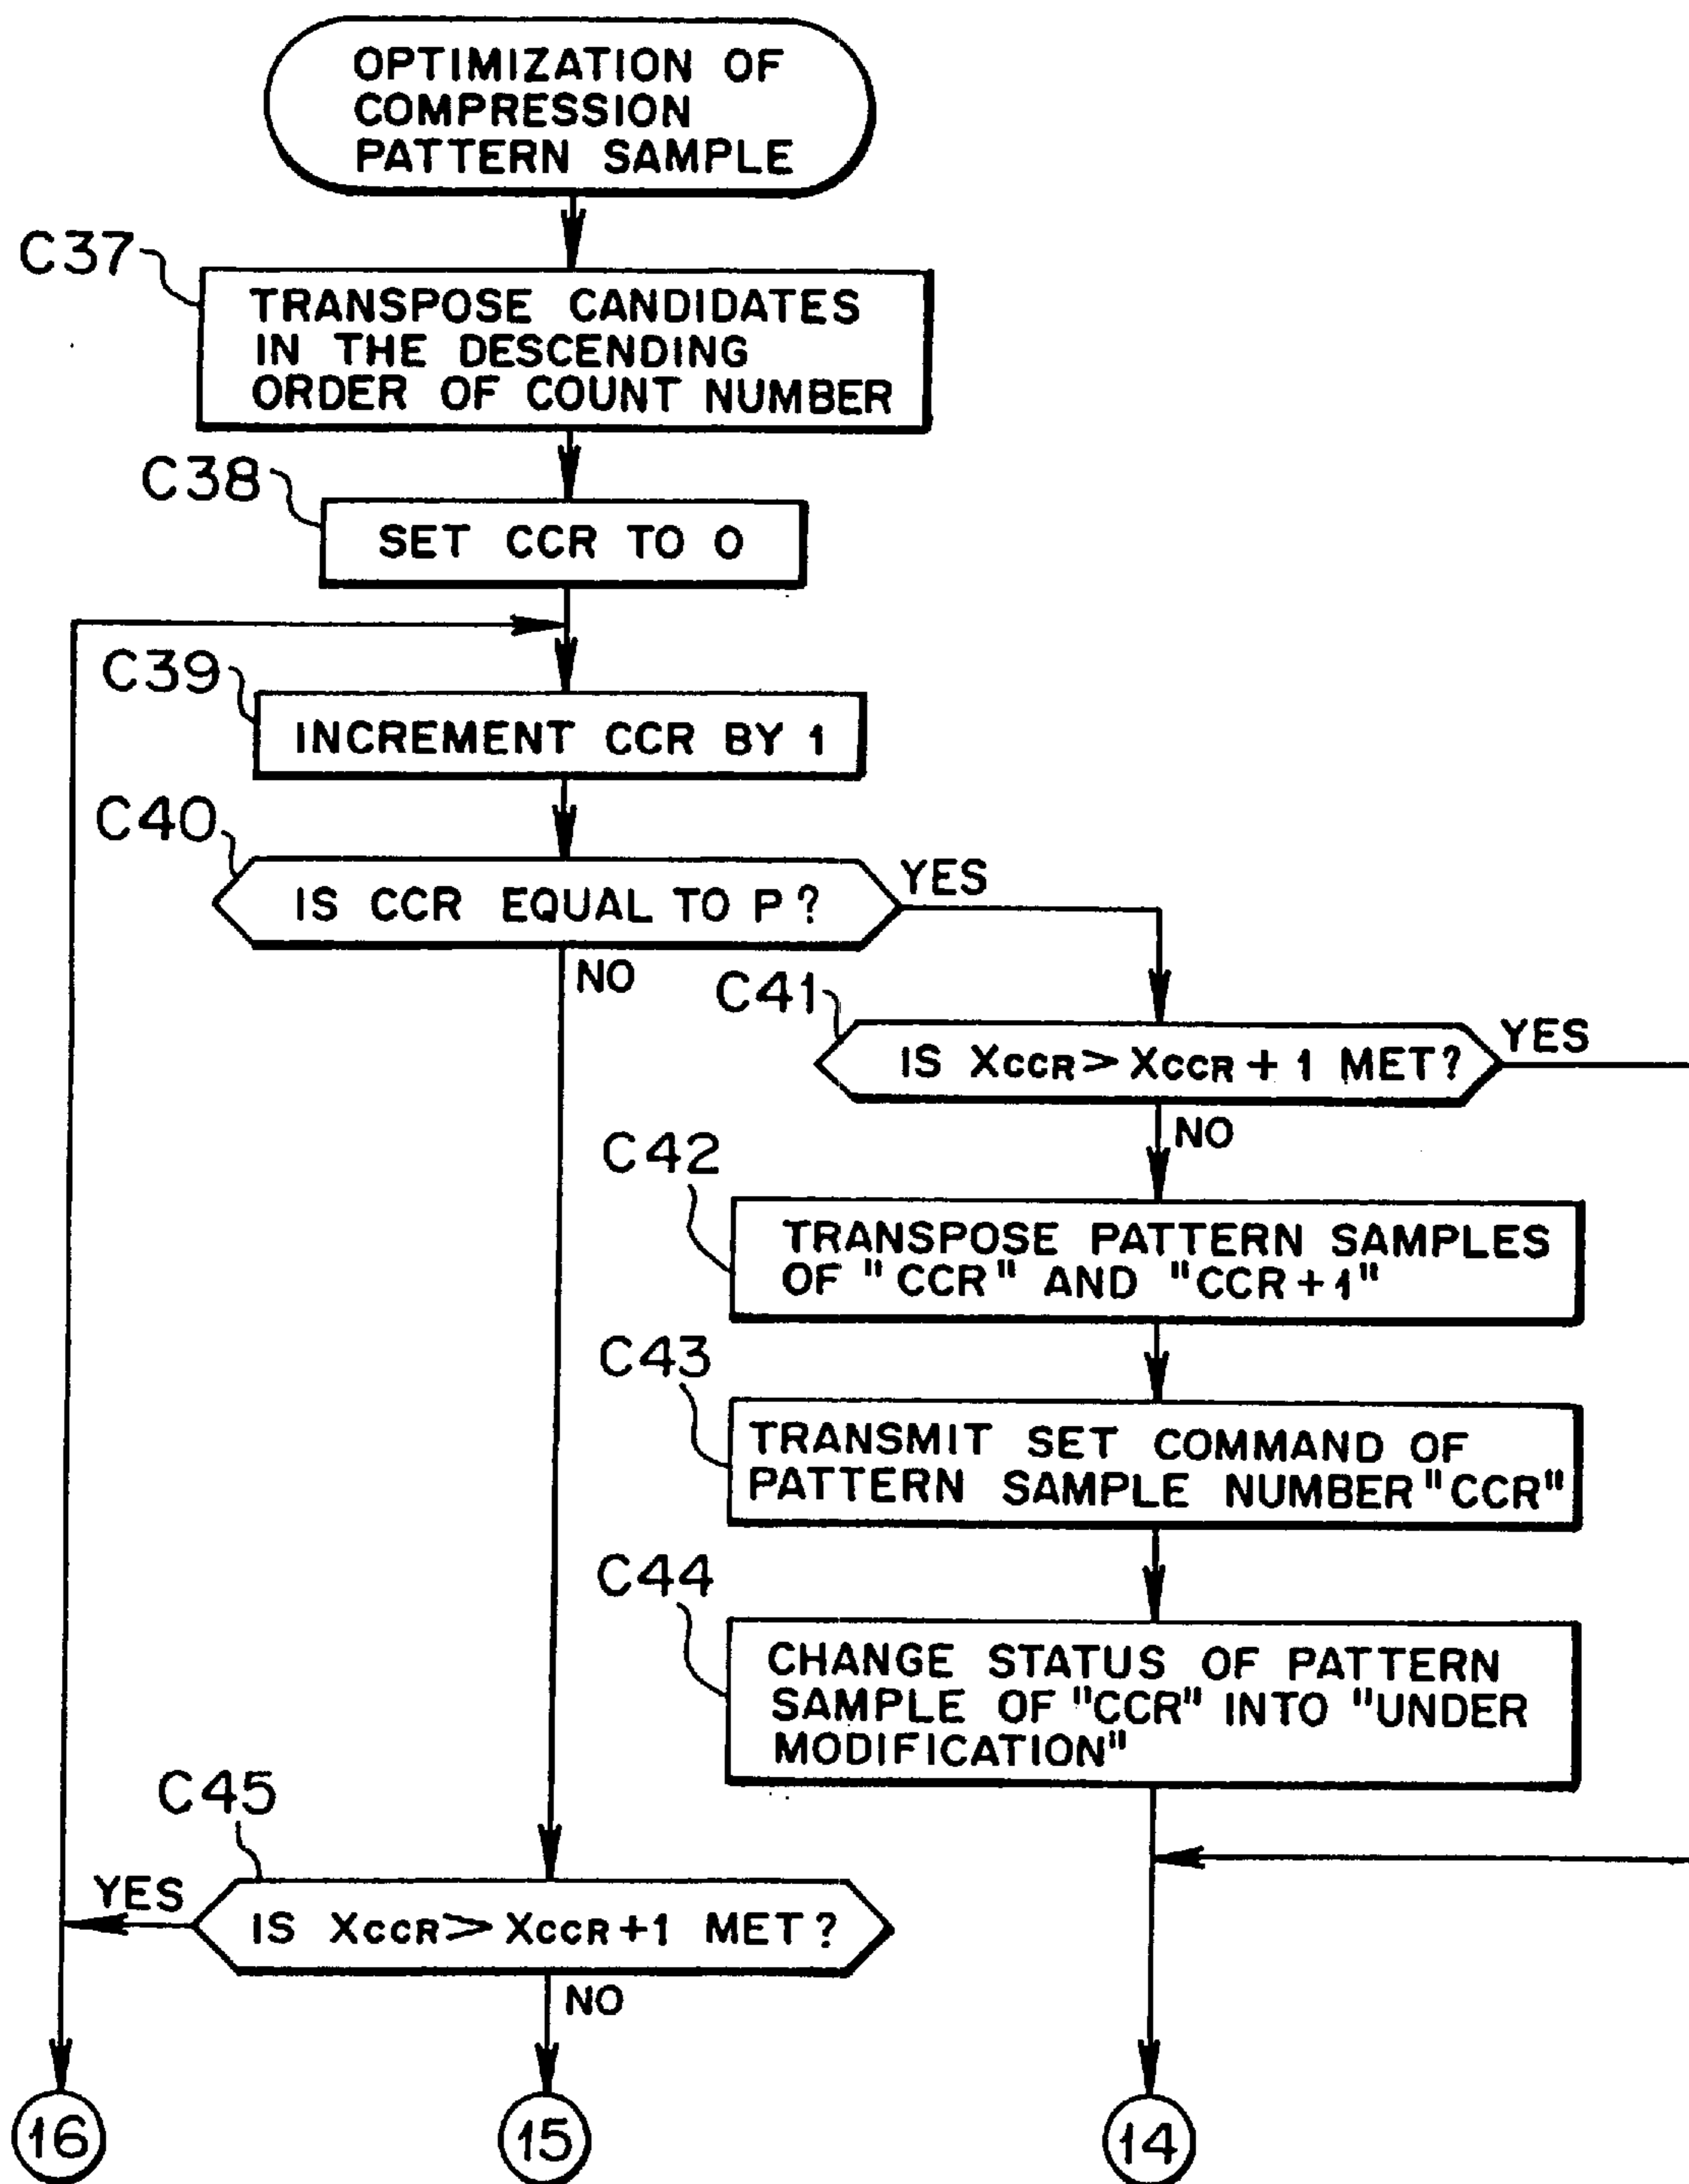 OPTIMIZATION OF
COMPRESSION
PATTERN SAMPLE
C37
TRANSPOSE CANDIDATES
IN THE DESCENDING
ORDER OF COUNT NUMBER
C38
SET CCR TO 0
C39
INCREMENT CCR BY 1
C40
IS CCR EQUAL TO P?
YES
NO
C41
IS XCCR > XCCR + 1 MET?
YES
NO
C42
TRANSPOSE PATTERN SAMPLES
OF "CCR" AND "CCR+1"
C43
TRANSMIT SET COMMAND OF
PATTERN SAMPLE NUMBER "CCR"
C44
CHANGE STATUS OF PATTERN
SAMPLE OF "CCR" INTO "UNDER
MODIFICATION"
C45
YES
IS XCCR > XCCR+1 MET?
NO
16
15
14